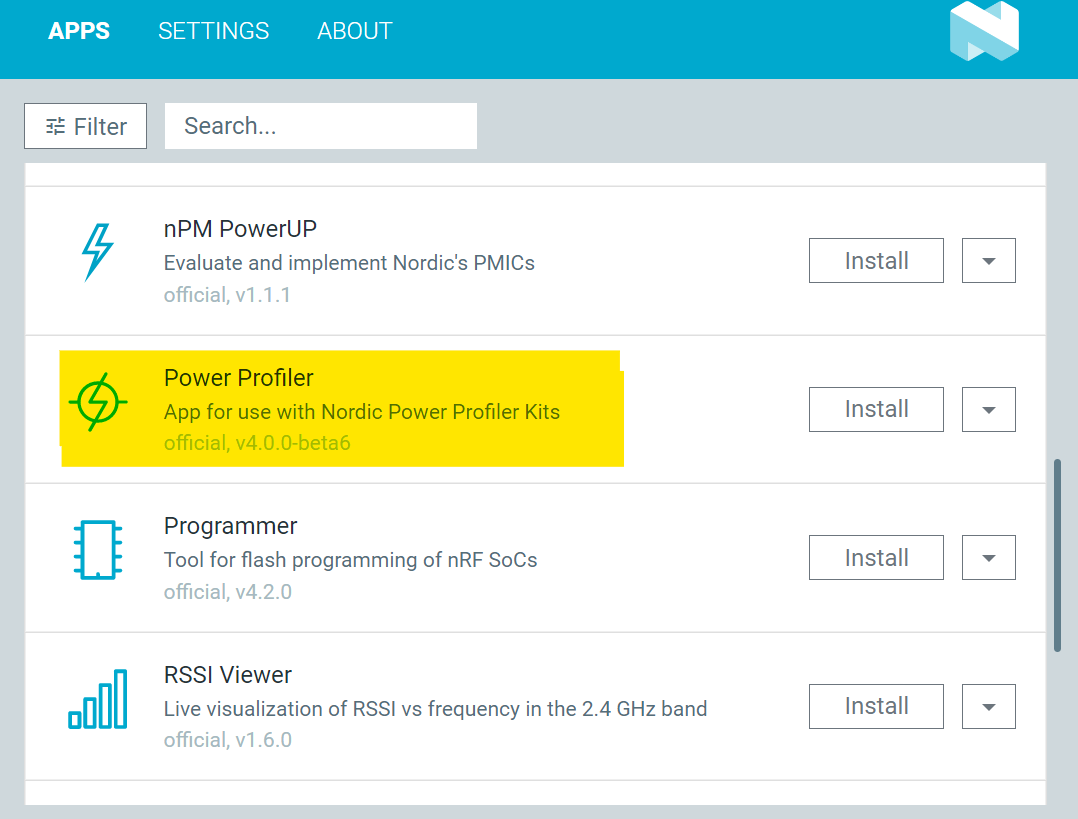 APPS SETTINGS ABOUT
Filter Search...
nPM PowerUP
Evaluate and implement Nordic's PMICs
official, v1.1.1
Install
Power Profiler
App for use with Nordic Power Profiler Kits
official, v4.0.0-beta6
Install
Programmer
Tool for flash programming of nRF SoCs
official, v4.2.0
Install
RSSI Viewer
Live visualization of RSSI vs frequency in the 2.4 GHz band
official, v1.6.0
Install